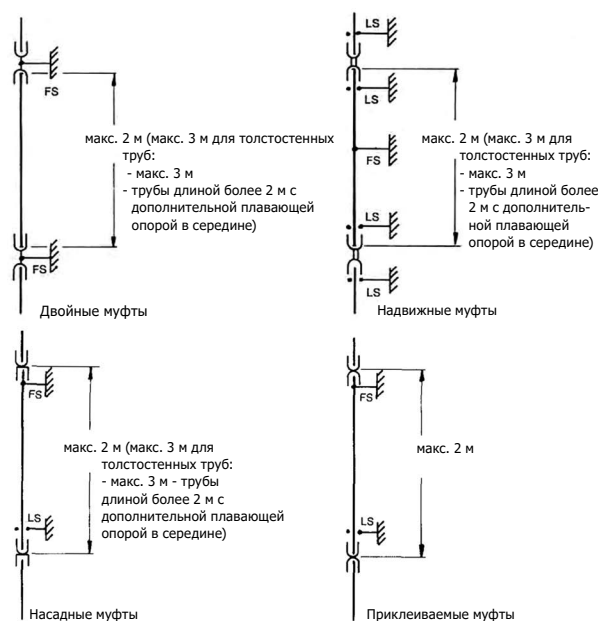 FS
макс. 2 м (макс. 3 м для толстостенных
труб:
- макс. 3 м
- трубы длиной более 2 м с
дополнительной плавающей
опорой в середине)
FS
Двойные муфты
LS
LS
макс. 2 м (макс. 3 м для
толстостенных труб:
- макс. 3 м
- трубы длиной более
2 м с дополнитель-
ной плавающей
опорой в середине)
FS
LS
LS
Надвижные муфты
FS
макс. 2 м (макс. 3 м для
толстостенных труб:
- макс. 3 м - трубы
длиной более 2 м с
дополнительной плавающей
опорой в середине)
LS
Насадные муфты
FS
макс. 2 м
LS
Приклеиваемые муфты